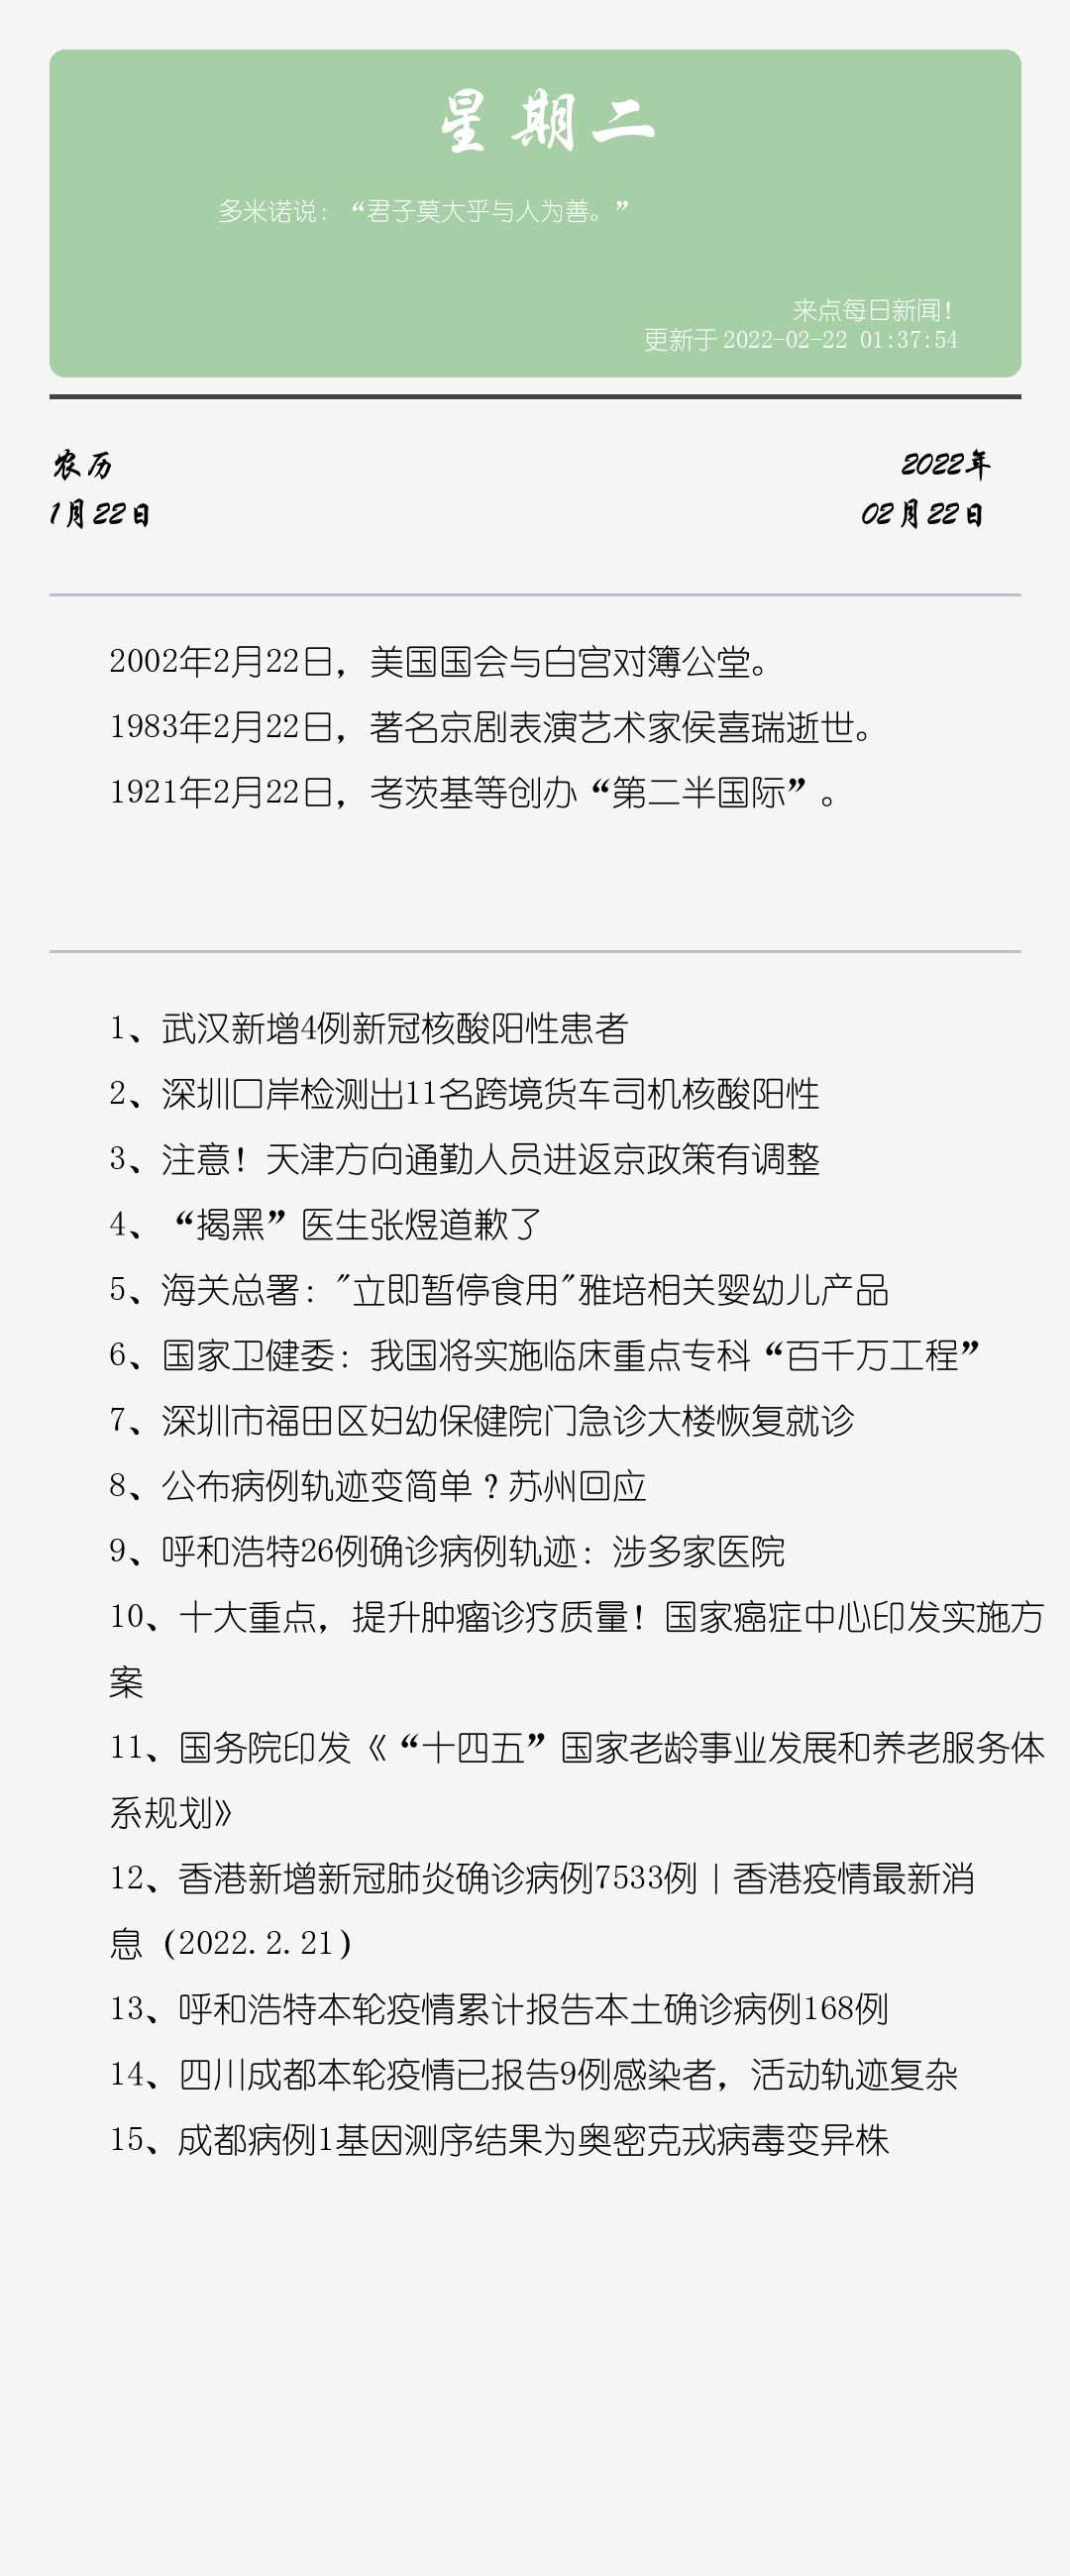 星期二
多米诺说：“君子莫大乎与人为善。”
来点每日新闻！
更新于 2022-02-22 01:37:54
农历
2022年
1月22日
02月22日
2002年2月22日，美国国会与白宫对簿公堂。
1983年2月22日，著名京剧表演艺术家侯喜瑞逝世。
1921年2月22日，考茨基等创办“第二半国际”。
1、武汉新增4例新冠核酸阳性患者
2、深圳口岸检测出11名跨境货车司机核酸阳性
3、注意！天津方向通勤人员进返京政策有调整
4、“揭黑”医生张煜道歉了
5、海关总署："立即暂停食用"雅培相关婴幼儿产品
6、国家卫健委：我国将实施临床重点专科“百千万工程”
7、深圳市福田区妇幼保健院门急诊大楼恢复就诊
8、公布病例轨迹变简单？苏州回应
9、呼和浩特26例确诊病例轨迹：涉多家医院
10、十大重点，提升肿瘤诊疗质量！国家癌症中心印发实施方
案
11、国务院印发《“十四五”国家老龄事业发展和养老服务体
系规划》
12、香港新增新冠肺炎确诊病例7533例｜香港疫情最新消
息（2022.2.21）
13、呼和浩特本轮疫情累计报告本土确诊病例168例
14、四川成都本轮疫情已报告9例感染者，活动轨迹复杂
15、成都病例1基因测序结果为奥密克戎病毒变异株